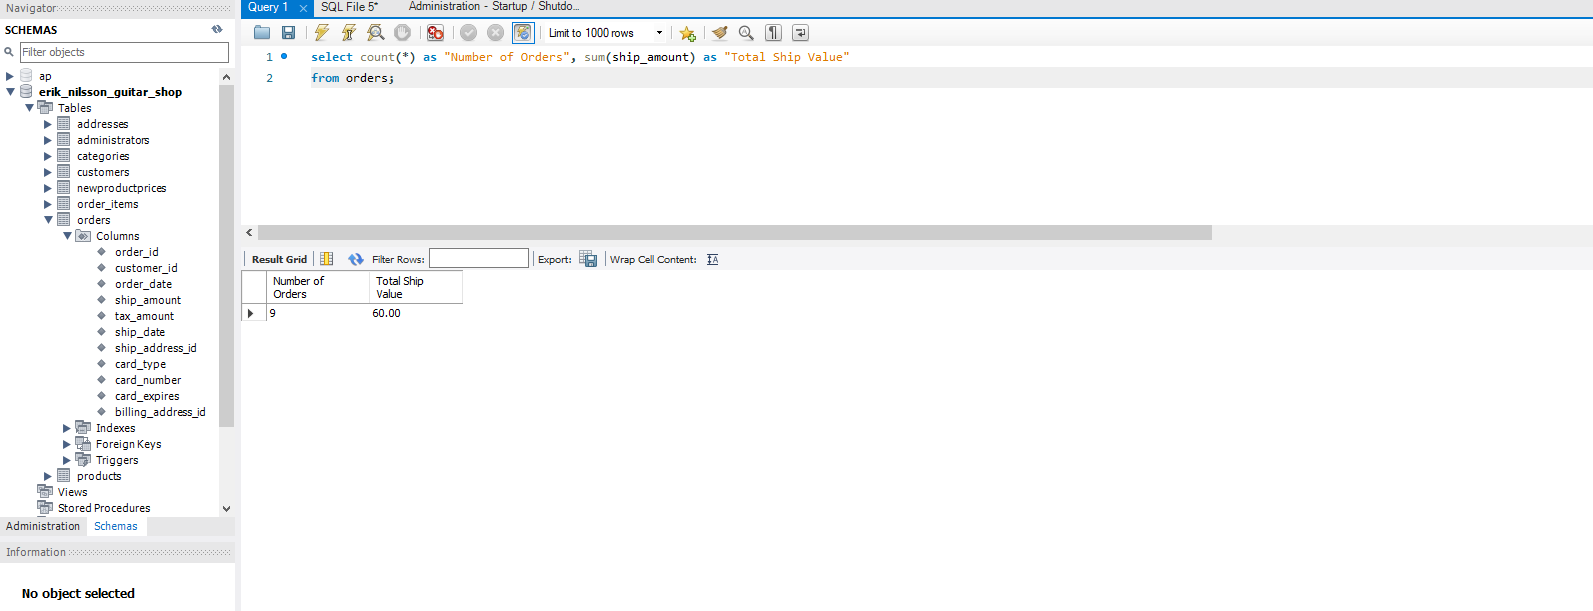 Navigator
SCHEMAS
Filter objects
ap
erik_nilsson_guitar_shop
Tables
addresses
administrators
categories
customers
newproductprices
order_items
orders
Columns
order_id
customer_id
order_date
ship_amount
tax_amount
ship_date
ship_address_id
card_type
card_number
card_expires
billing_address_id
Indexes
Foreign Keys
Triggers
products
Views
Stored Procedures
Administration Schemas
Information
No object selected
Query 1 SQL File 5* Administration - Startup / Shutdo...
Limit to 1000 rows
1 select count(*) as "Number of Orders", sum(ship_amount) as "Total Ship Value"
2 from orders;
Result Grid Filter Rows: Export: Wrap Cell Content:
Number of Orders Total Ship Value
9 60.00